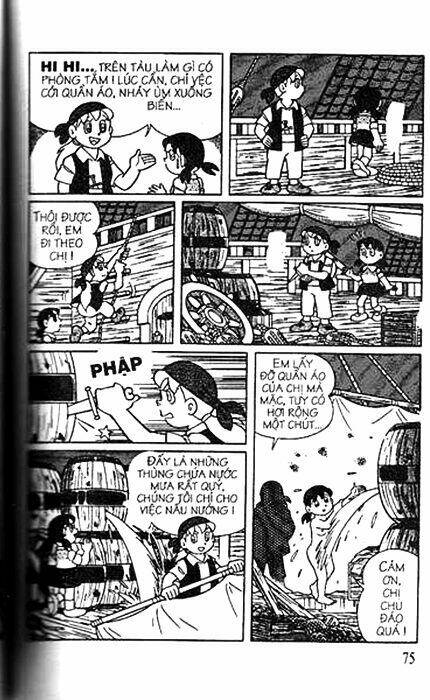 HI HI..., TRÊN TÀU LÀM GÌ CÓ
PHÒNG TẮM! LÚC CẦN, CHỈ VIỆC
CỞI QUẦN ÁO, NHẢY ÙM XUỐNG
BIỂN...
THÔI ĐƯỢC
RỒI, EM
ĐI THEO
CHỊ!
PHẬP
EM LẤY
ĐỠ QUẦN ÁO
CỦA CHỊ MÀ
MẶC, TUY CÓ
HƠI RỘNG
MỘT CHÚT...
ĐẤY LÀ NHỮNG
THÙNG CHỨA NƯỚC
MƯA RẤT QUÝ,
CHÚNG TÔI CHỈ CHO
VIỆC NẤU NƯỚNG!
CẢM
ƠN,
CHỊ
CHU
ĐÁO
QUÁ!
75